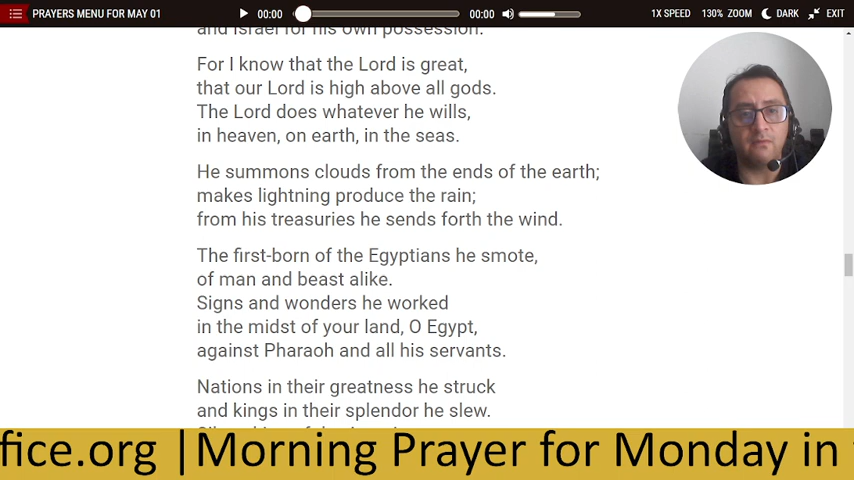 PRAYERS MENU FOR MAY 01 00:00 00:00 1X SPEED 130% ZOOM DARK EXIT
and Israel for his own possession.
For I know that the Lord is great,
that our Lord is high above all gods.
The Lord does whatever he wills,
in heaven, on earth, in the seas.
He summons clouds from the ends of the earth;
makes lightning produce the rain;
from his treasuries he sends forth the wind.
The first-born of the Egyptians he smote,
of man and beast alike.
Signs and wonders he worked
in the midst of your land, O Egypt,
against Pharaoh and all his servants.
Nations in their greatness he struck
and kings in their splendor he slew.
fice.org |Morning Prayer for Monday in